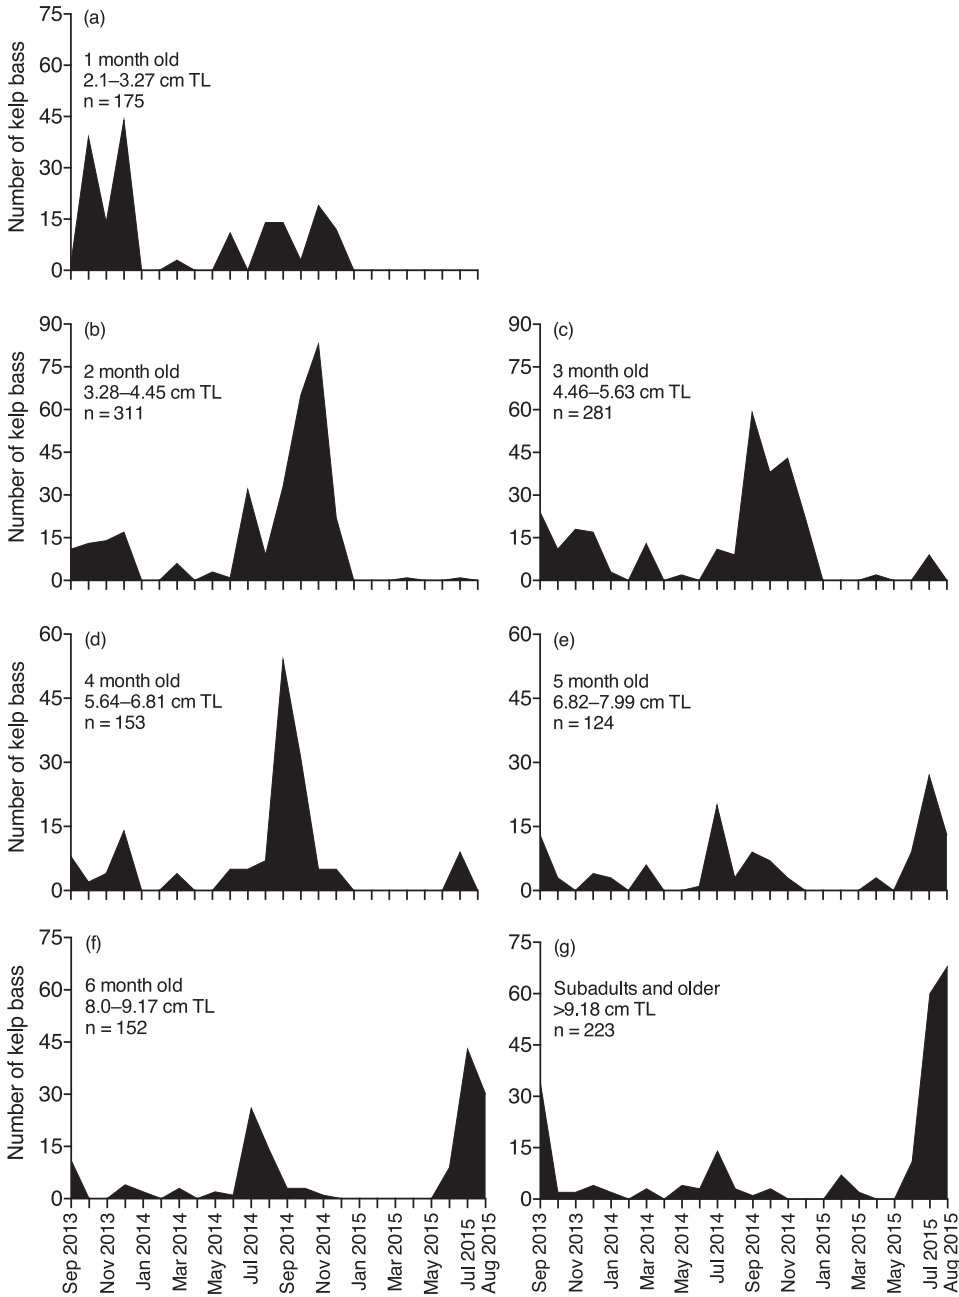 (a)
1 month old
2.1–3.27 cm TL
n = 175
Number of kelp bass
75
60
45
30
15
0
(b)
2 month old
3.28–4.45 cm TL
n = 311
Number of kelp bass
90
75
60
45
30
15
0
(c)
3 month old
4.46–5.63 cm TL
n = 281
90
75
60
45
30
15
0
(d)
4 month old
5.64–6.81 cm TL
n = 153
Number of kelp bass
60
45
30
15
0
(e)
5 month old
6.82–7.99 cm TL
n = 124
60
45
30
15
0
(f)
6 month old
8.0–9.17 cm TL
n = 152
Number of kelp bass
75
60
45
30
15
0
Sep 2013
Nov 2013
Jan 2014
Mar 2014
May 2014
Jul 2014
Sep 2014
Nov 2014
Jan 2015
Mar 2015
May 2015
Jul 2015
Aug 2015
(g)
Subadults and older
>9.18 cm TL
n = 223
75
60
45
30
15
0
Sep 2013
Nov 2013
Jan 2014
Mar 2014
May 2014
Jul 2014
Sep 2014
Nov 2014
Jan 2015
Mar 2015
May 2015
Jul 2015
Aug 2015